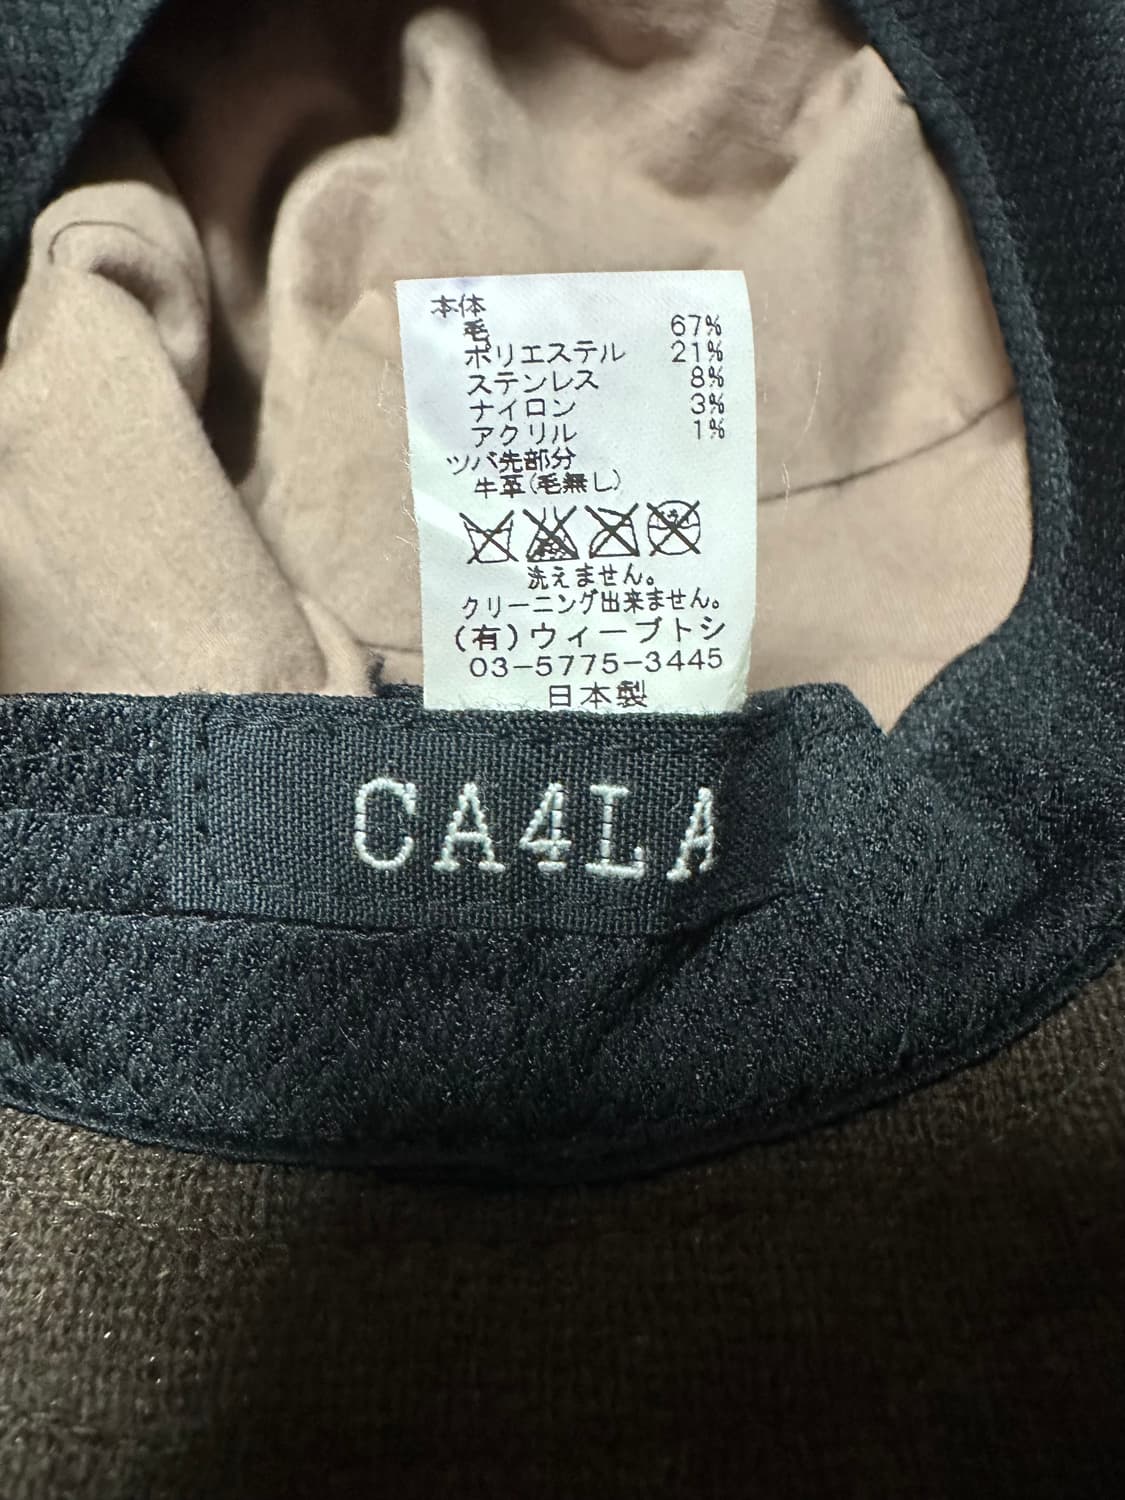 本体
毛 67%
ポリエステル 21%
ステンレス 8%
ナイロン 3%
アクリル 1%
ツバ先部分
牛革(毛無し)
洗えません。
クリーニング出来ません。
(有)ウィーブトシ
03-5775-3445
日本製
CA4LA